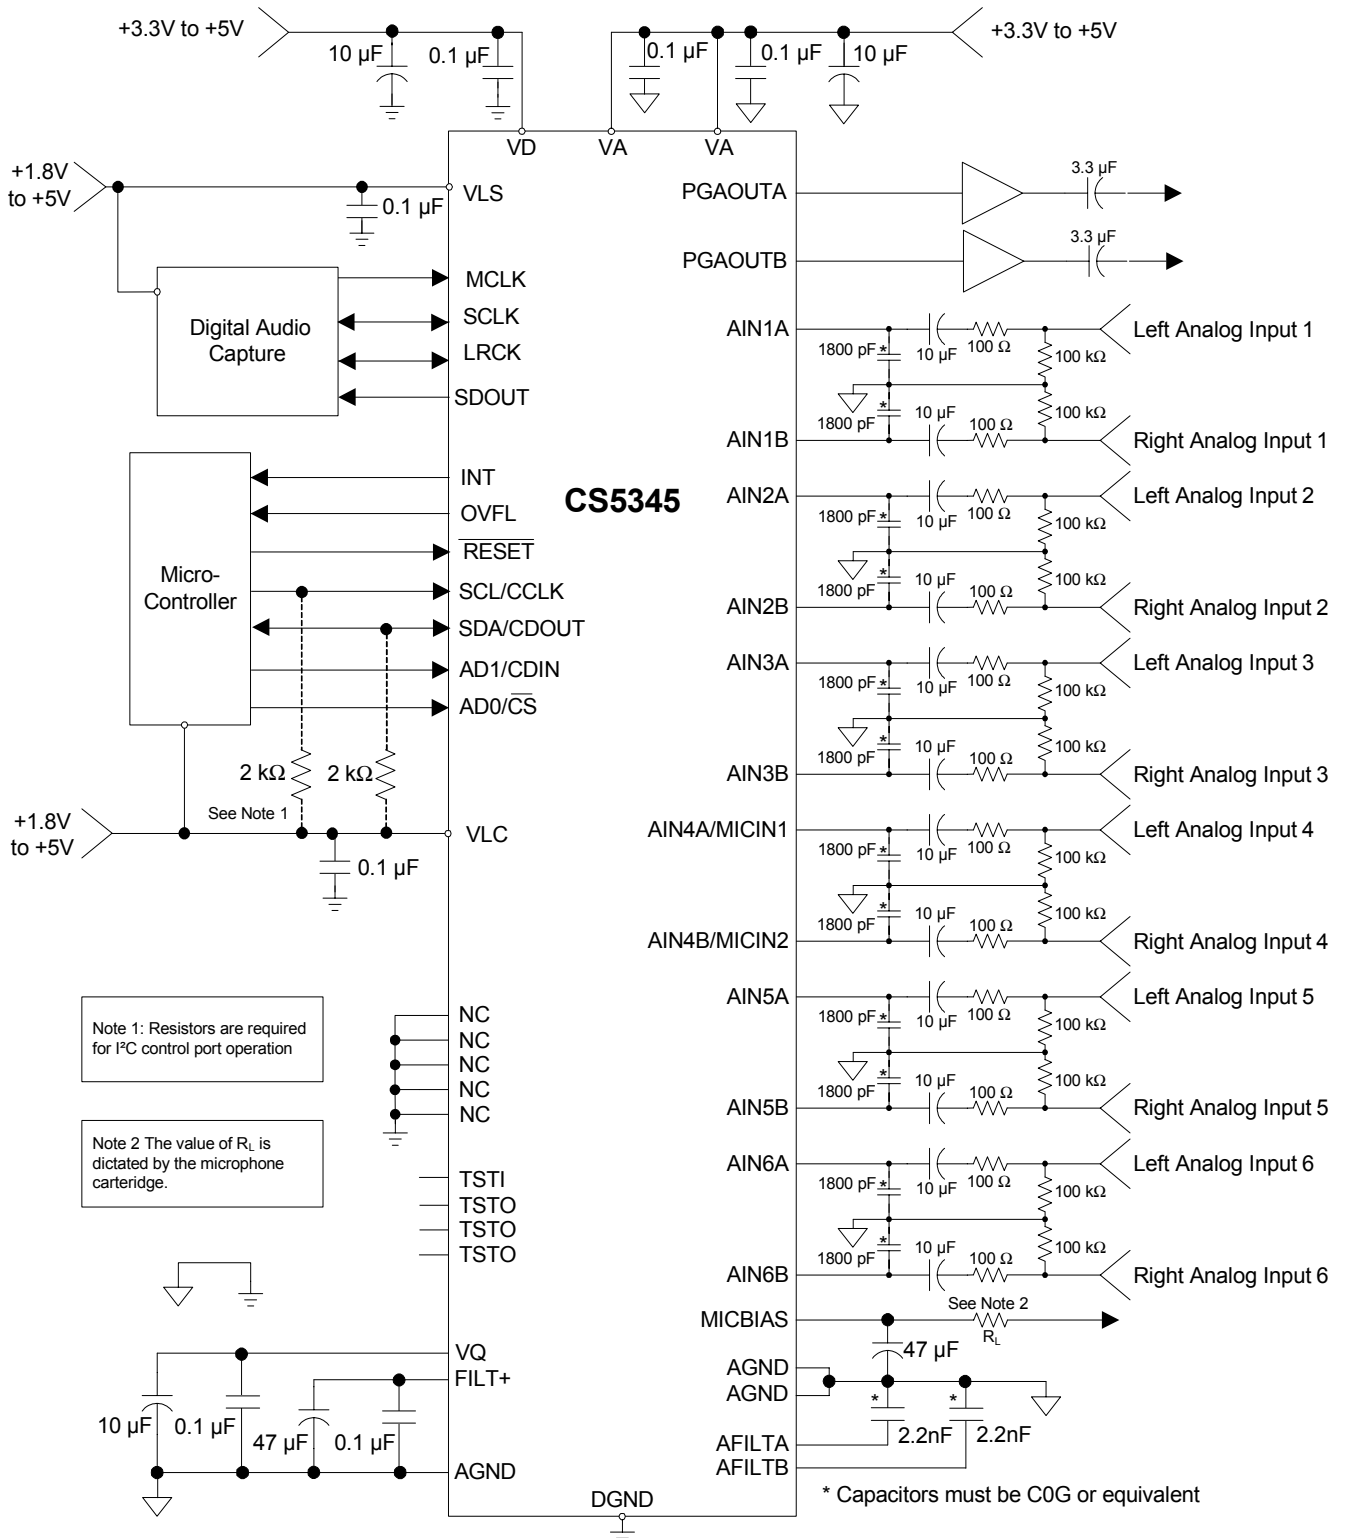 +3.3V to +5V
10 µF
0.1 µF
0.1 µF
0.1 µF
10 µF
+3.3V to +5V
VD
VA
VA
+1.8V
to +5V
0.1 µF
VLS
PGAOUTA
3.3 µF
PGAOUTB
3.3 µF
Digital Audio
Capture
MCLK
SCLK
LRCK
SDOUT
Micro-
Controller
INT
OVFL
RESET
SCL/CCLK
SDA/CDOUT
AD1/CDIN
AD0/CS
2 kΩ
2 kΩ
See Note 1
+1.8V
to +5V
VLC
0.1 µF
CS5345
AIN1A
1800 pF
*
10 µF
100 Ω
100 kΩ
Left Analog Input 1
AIN1B
1800 pF
*
10 µF
100 Ω
100 kΩ
Right Analog Input 1
AIN2A
1800 pF
*
10 µF
100 Ω
100 kΩ
Left Analog Input 2
AIN2B
1800 pF
*
10 µF
100 Ω
100 kΩ
Right Analog Input 2
AIN3A
1800 pF
*
10 µF
100 Ω
100 kΩ
Left Analog Input 3
AIN3B
1800 pF
*
10 µF
100 Ω
100 kΩ
Right Analog Input 3
AIN4A/MICIN1
1800 pF
*
10 µF
100 Ω
100 kΩ
Left Analog Input 4
AIN4B/MICIN2
1800 pF
*
10 µF
100 Ω
100 kΩ
Right Analog Input 4
AIN5A
1800 pF
*
10 µF
100 Ω
100 kΩ
Left Analog Input 5
AIN5B
1800 pF
*
10 µF
100 Ω
100 kΩ
Right Analog Input 5
AIN6A
1800 pF
*
10 µF
100 Ω
100 kΩ
Left Analog Input 6
AIN6B
1800 pF
*
10 µF
100 Ω
100 kΩ
Right Analog Input 6
Note 1: Resistors are required
for I²C control port operation
Note 2 The value of RL is
dictated by the microphone
carteridge.
NC
NC
NC
NC
NC
TSTI
TSTO
TSTO
TSTO
VQ
FILT+
10 µF
0.1 µF
47 µF
0.1 µF
AGND
DGND
MICBIAS
See Note 2
RL
47 µF
AGND
AGND
*
2.2nF
*
2.2nF
AFILTA
AFILTB
* Capacitors must be C0G or equivalent